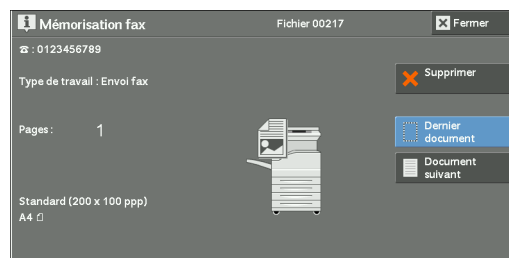 Mémorisation fax
Fichier 00217
Fermer
: 0123456789
Type de travail : Envoi fax
Supprimer
Pages : 1
Dernier
document
Document
suivant
Standard (200 x 100 ppp)
A4